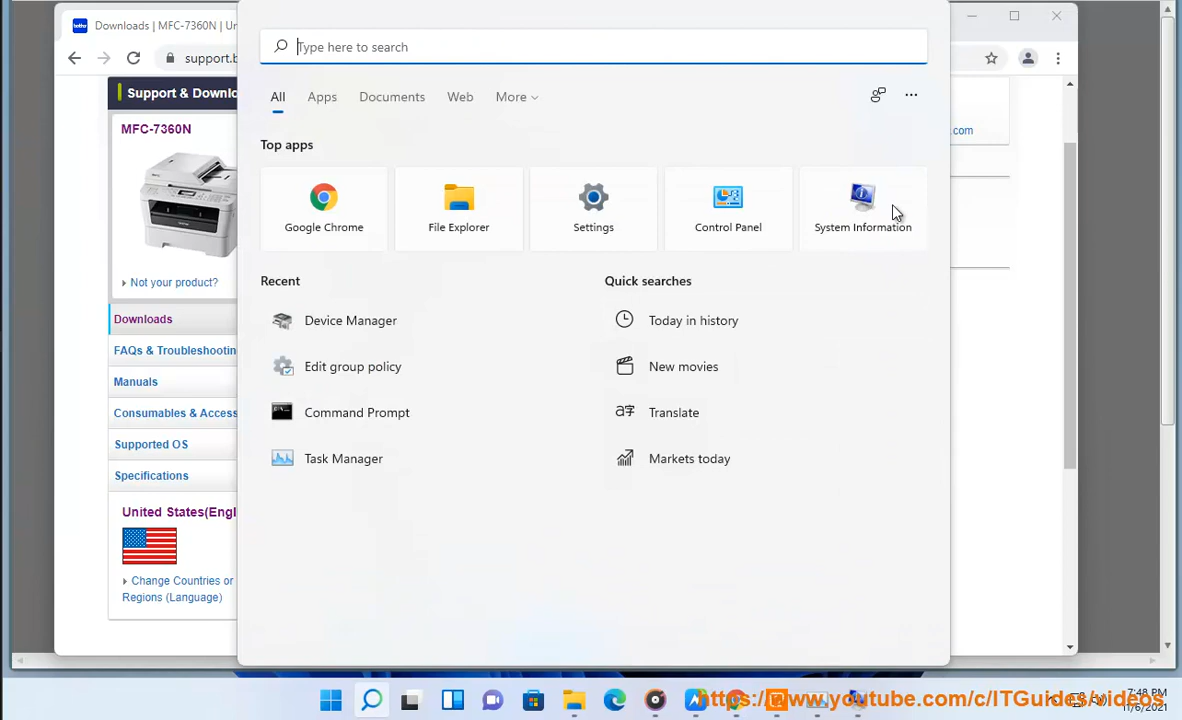 Downloads | MFC-7360N | Un
support.b
Type here to search
All
Apps
Documents
Web
More
Top apps
Google Chrome
File Explorer
Settings
Control Panel
System Information
Recent
Device Manager
Edit group policy
Command Prompt
Task Manager
Quick searches
Today in history
New movies
Translate
Markets today
Support & Downlo
MFC-7360N
Not your product?
Downloads
FAQs & Troubleshootin
Manuals
Consumables & Access
Supported OS
Specifications
United States(Engl
Change Countries or
Regions (Language)
.com
https://www.youtube.com/c/ITGuides/videos
7:48 PM
11/6/2021